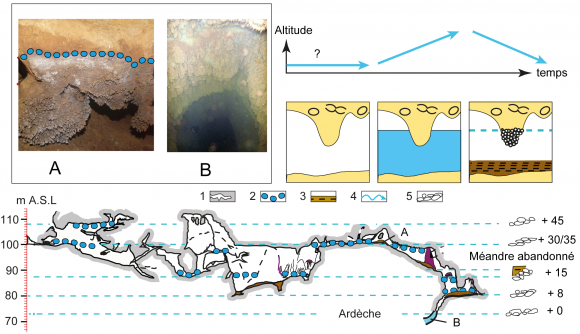 A
B
Altitude
?
temps
1
2
3
4
5
m A.S.L
110
100
90
80
70
A
B
Ardèche
+ 45
+ 30/35
Méandre abandonné
+ 15
+ 8
+ 0